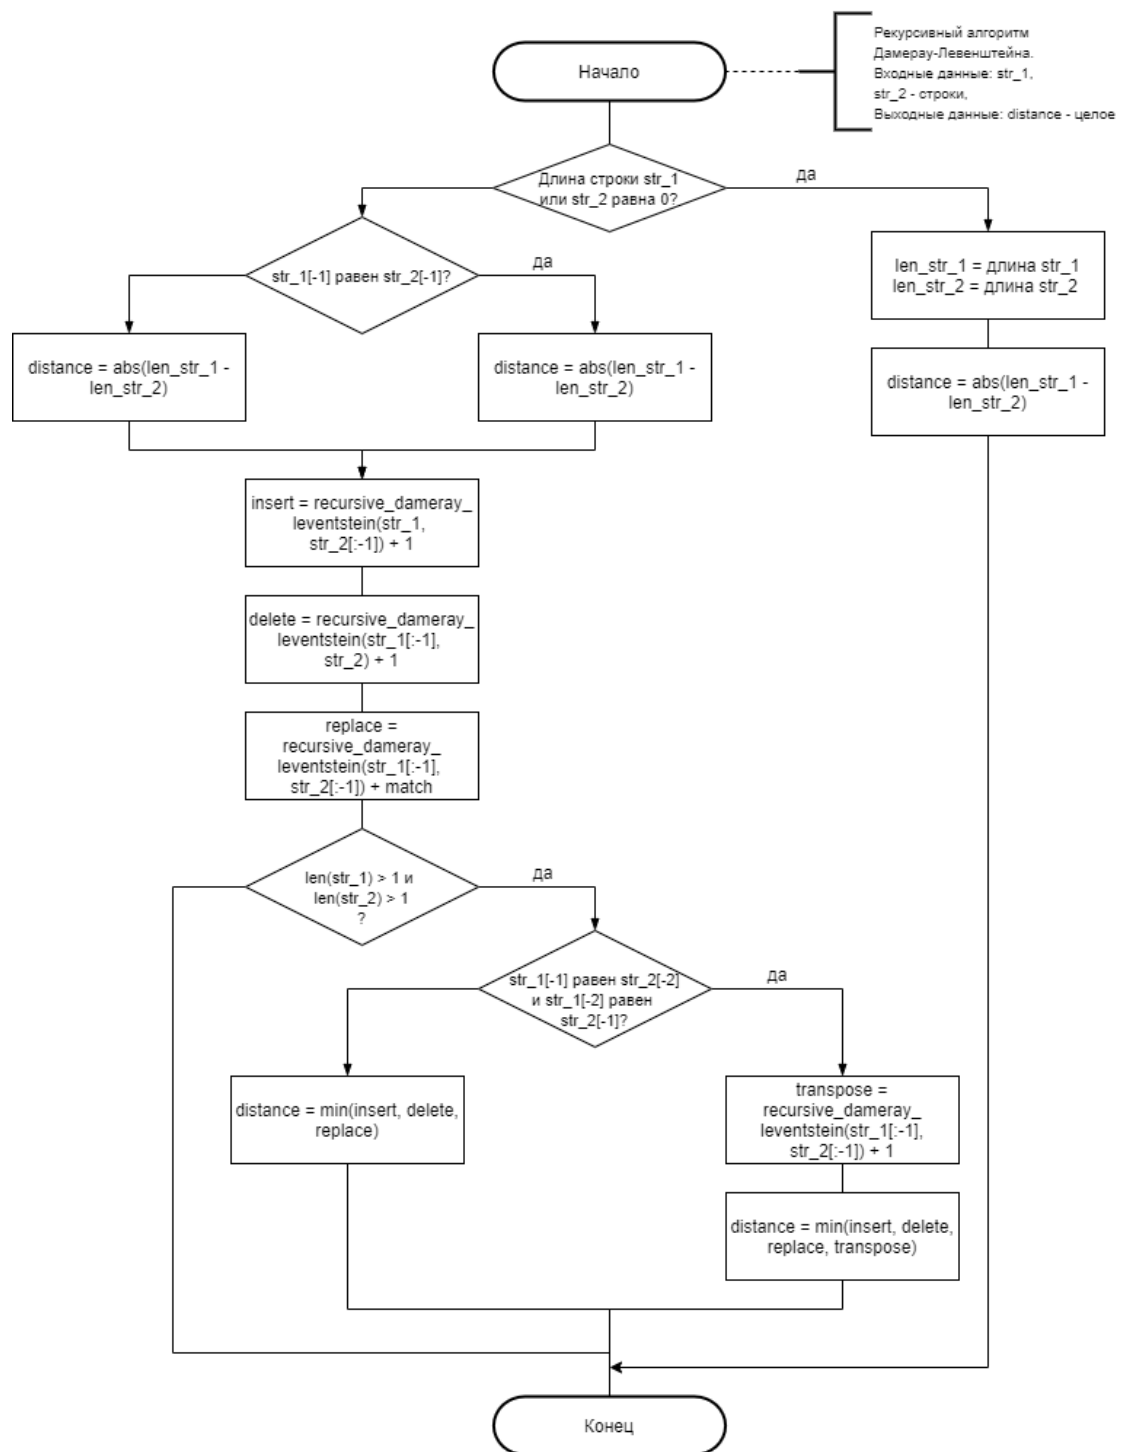 Начало
Рекурсивный алгоритм
Дамерау-Левенштейна.
Входные данные: str_1,
str_2 - строки,
Выходные данные: distance - целое
Длина строки str_1
или str_2 равна 0?
да
str_1[-1] равен str_2[-1]?
да
len_str_1 = длина str_1
len_str_2 = длина str_2
distance = abs(len_str_1 -
len_str_2)
distance = abs(len_str_1 -
len_str_2)
distance = abs(len_str_1 -
len_str_2)
insert = recursive_dameray_
leventstein(str_1,
str_2[:-1]) + 1
delete = recursive_dameray_
leventstein(str_1[:-1],
str_2) + 1
replace =
recursive_dameray_
leventstein(str_1[:-1],
str_2[:-1]) + match
len(str_1) > 1 и
len(str_2) > 1
?
да
str_1[-1] равен str_2[-2]
и str_1[-2] равен
str_2[-1]?
да
distance = min(insert, delete,
replace)
transpose =
recursive_dameray_
leventstein(str_1[:-1],
str_2[:-1]) + 1
distance = min(insert, delete,
replace, transpose)
Конец